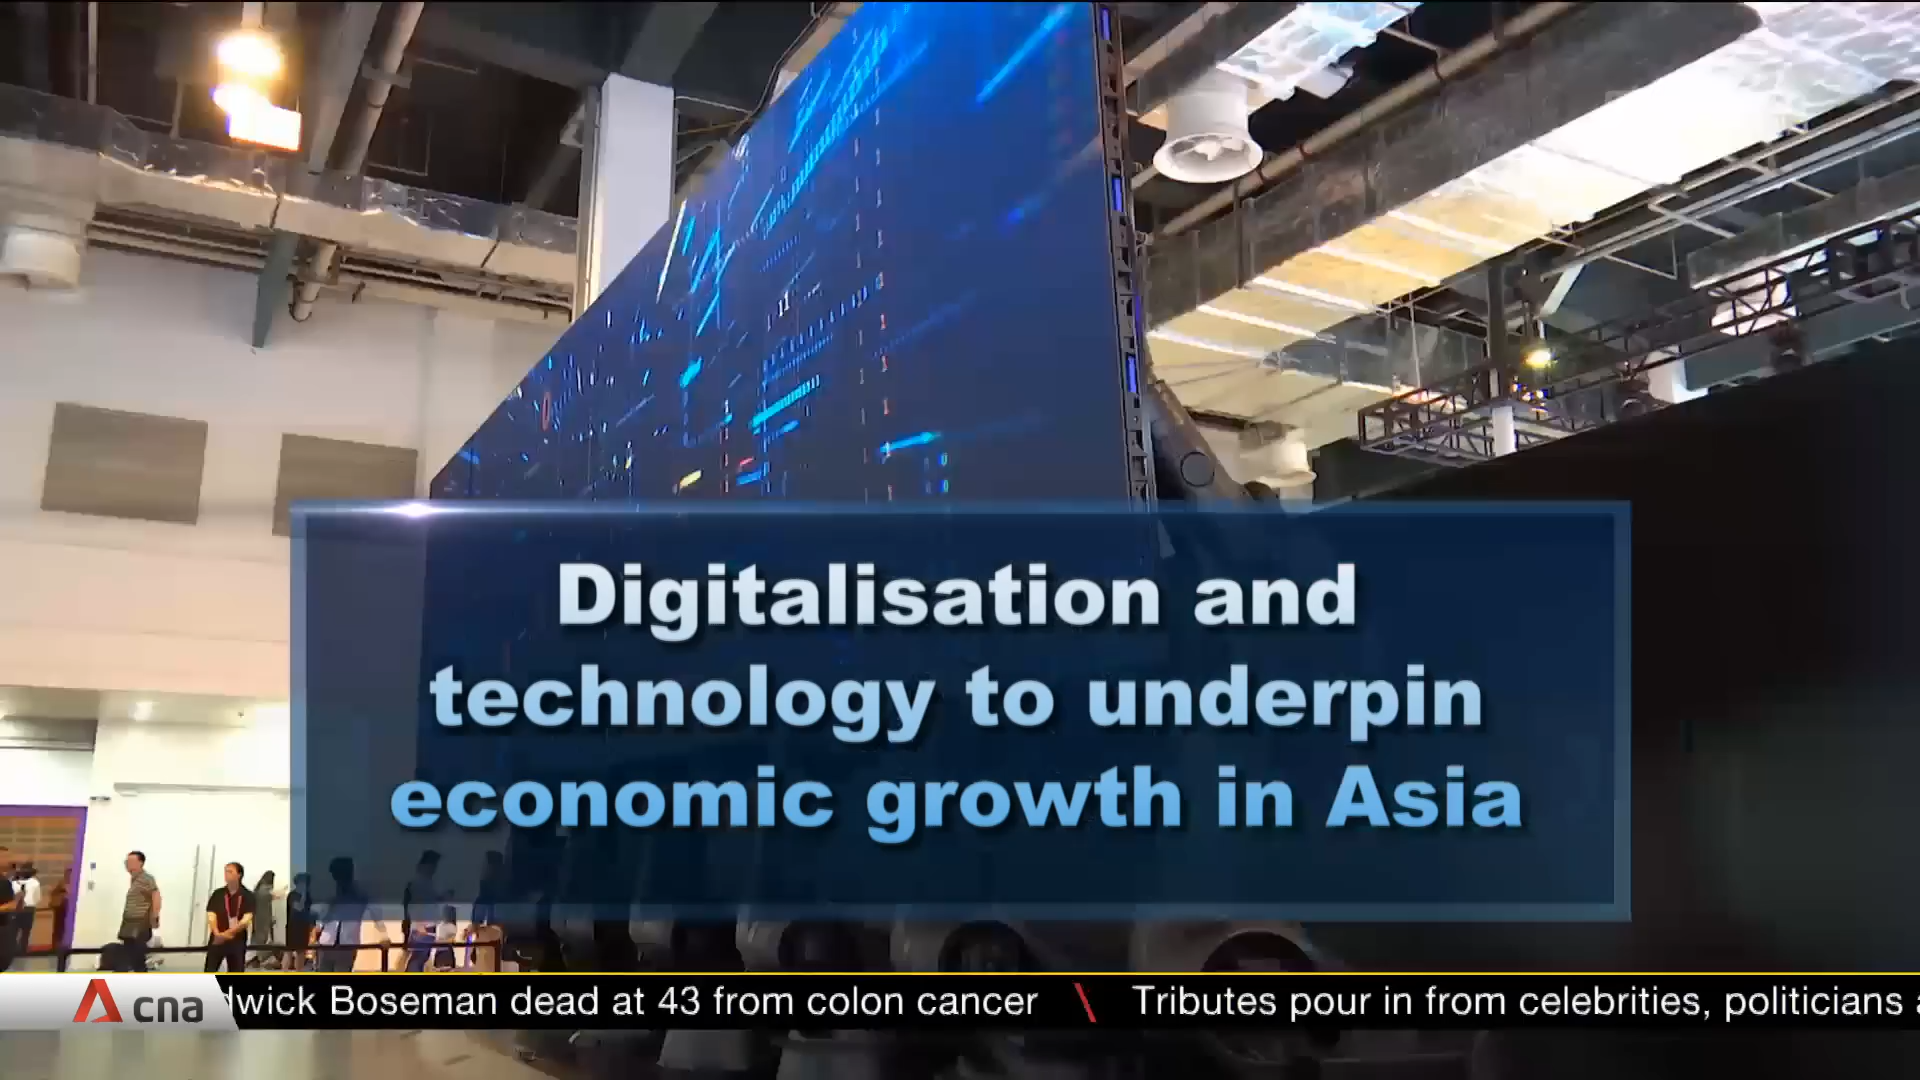 Digitalisation and
technology to underpin
economic growth in Asia
cna
dwick Boseman dead at 43 from colon cancer \ Tributes pour in from celebrities, politicians